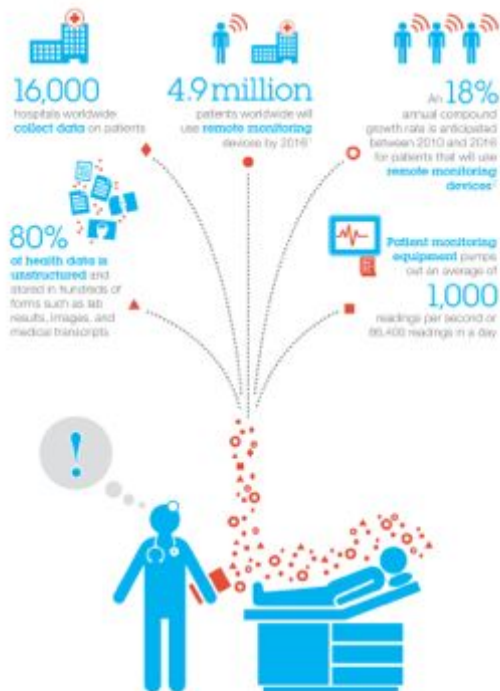 16,000
hospitals worldwide
collect data on patients
4.9 million
patients worldwide will
use remote monitoring
devices by 2016
An 18%
annual compound
growth rate is anticipated
between 2010 and 2016
for patients that will use
remote monitoring
devices
80%
of health data is
unstructured and
stored in hundreds of
forms such as lab
results, images, and
medical transcripts
Patient monitoring
equipment pumps
out an average of
1,000
readings per second or
86,400 readings in a day
!